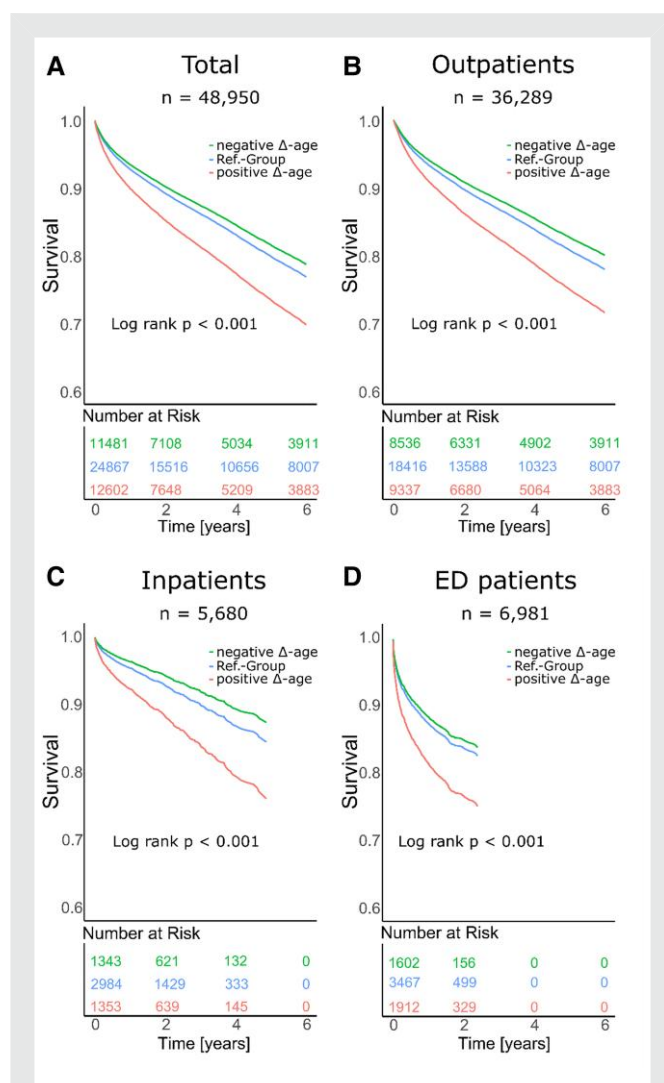 A Total
n = 48,950
1.0
0.9
0.8
0.7
0.6
Survival
negative Δ-age
Ref.-Group
positive Δ-age
Log rank p < 0.001
Number at Risk
11481 7108 5034 3911
24867 15516 10656 8007
12602 7648 5209 3883
0 2 4 6
Time [years]
B Outpatients
n = 36,289
1.0
0.9
0.8
0.7
0.6
Survival
negative Δ-age
Ref.-Group
positive Δ-age
Log rank p < 0.001
Number at Risk
8536 6331 4902 3911
18416 13588 10323 8007
9337 6680 5064 3883
0 2 4 6
Time [years]
C Inpatients
n = 5,680
1.0
0.9
0.8
0.7
0.6
Survival
negative Δ-age
Ref.-Group
positive Δ-age
Log rank p < 0.001
Number at Risk
1343 621 132 0
2984 1429 333 0
1353 639 145 0
0 2 4 6
Time [years]
D ED patients
n = 6,981
1.0
0.9
0.8
0.7
0.6
Survival
negative Δ-age
Ref.-Group
positive Δ-age
Log rank p < 0.001
Number at Risk
1602 156 0 0
3467 499 0 0
1912 329 0 0
0 2 4 6
Time [years]